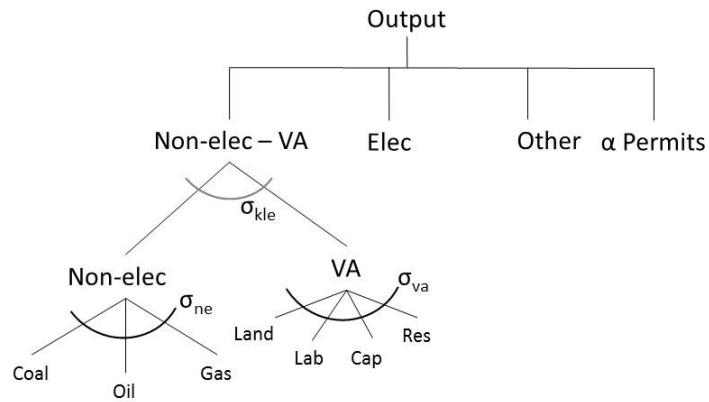 Output
Non-elec – VA
Elec
Other
α Permits
σkle
Non-elec
VA
σne
σva
Land
Lab
Cap
Res
Coal
Oil
Gas